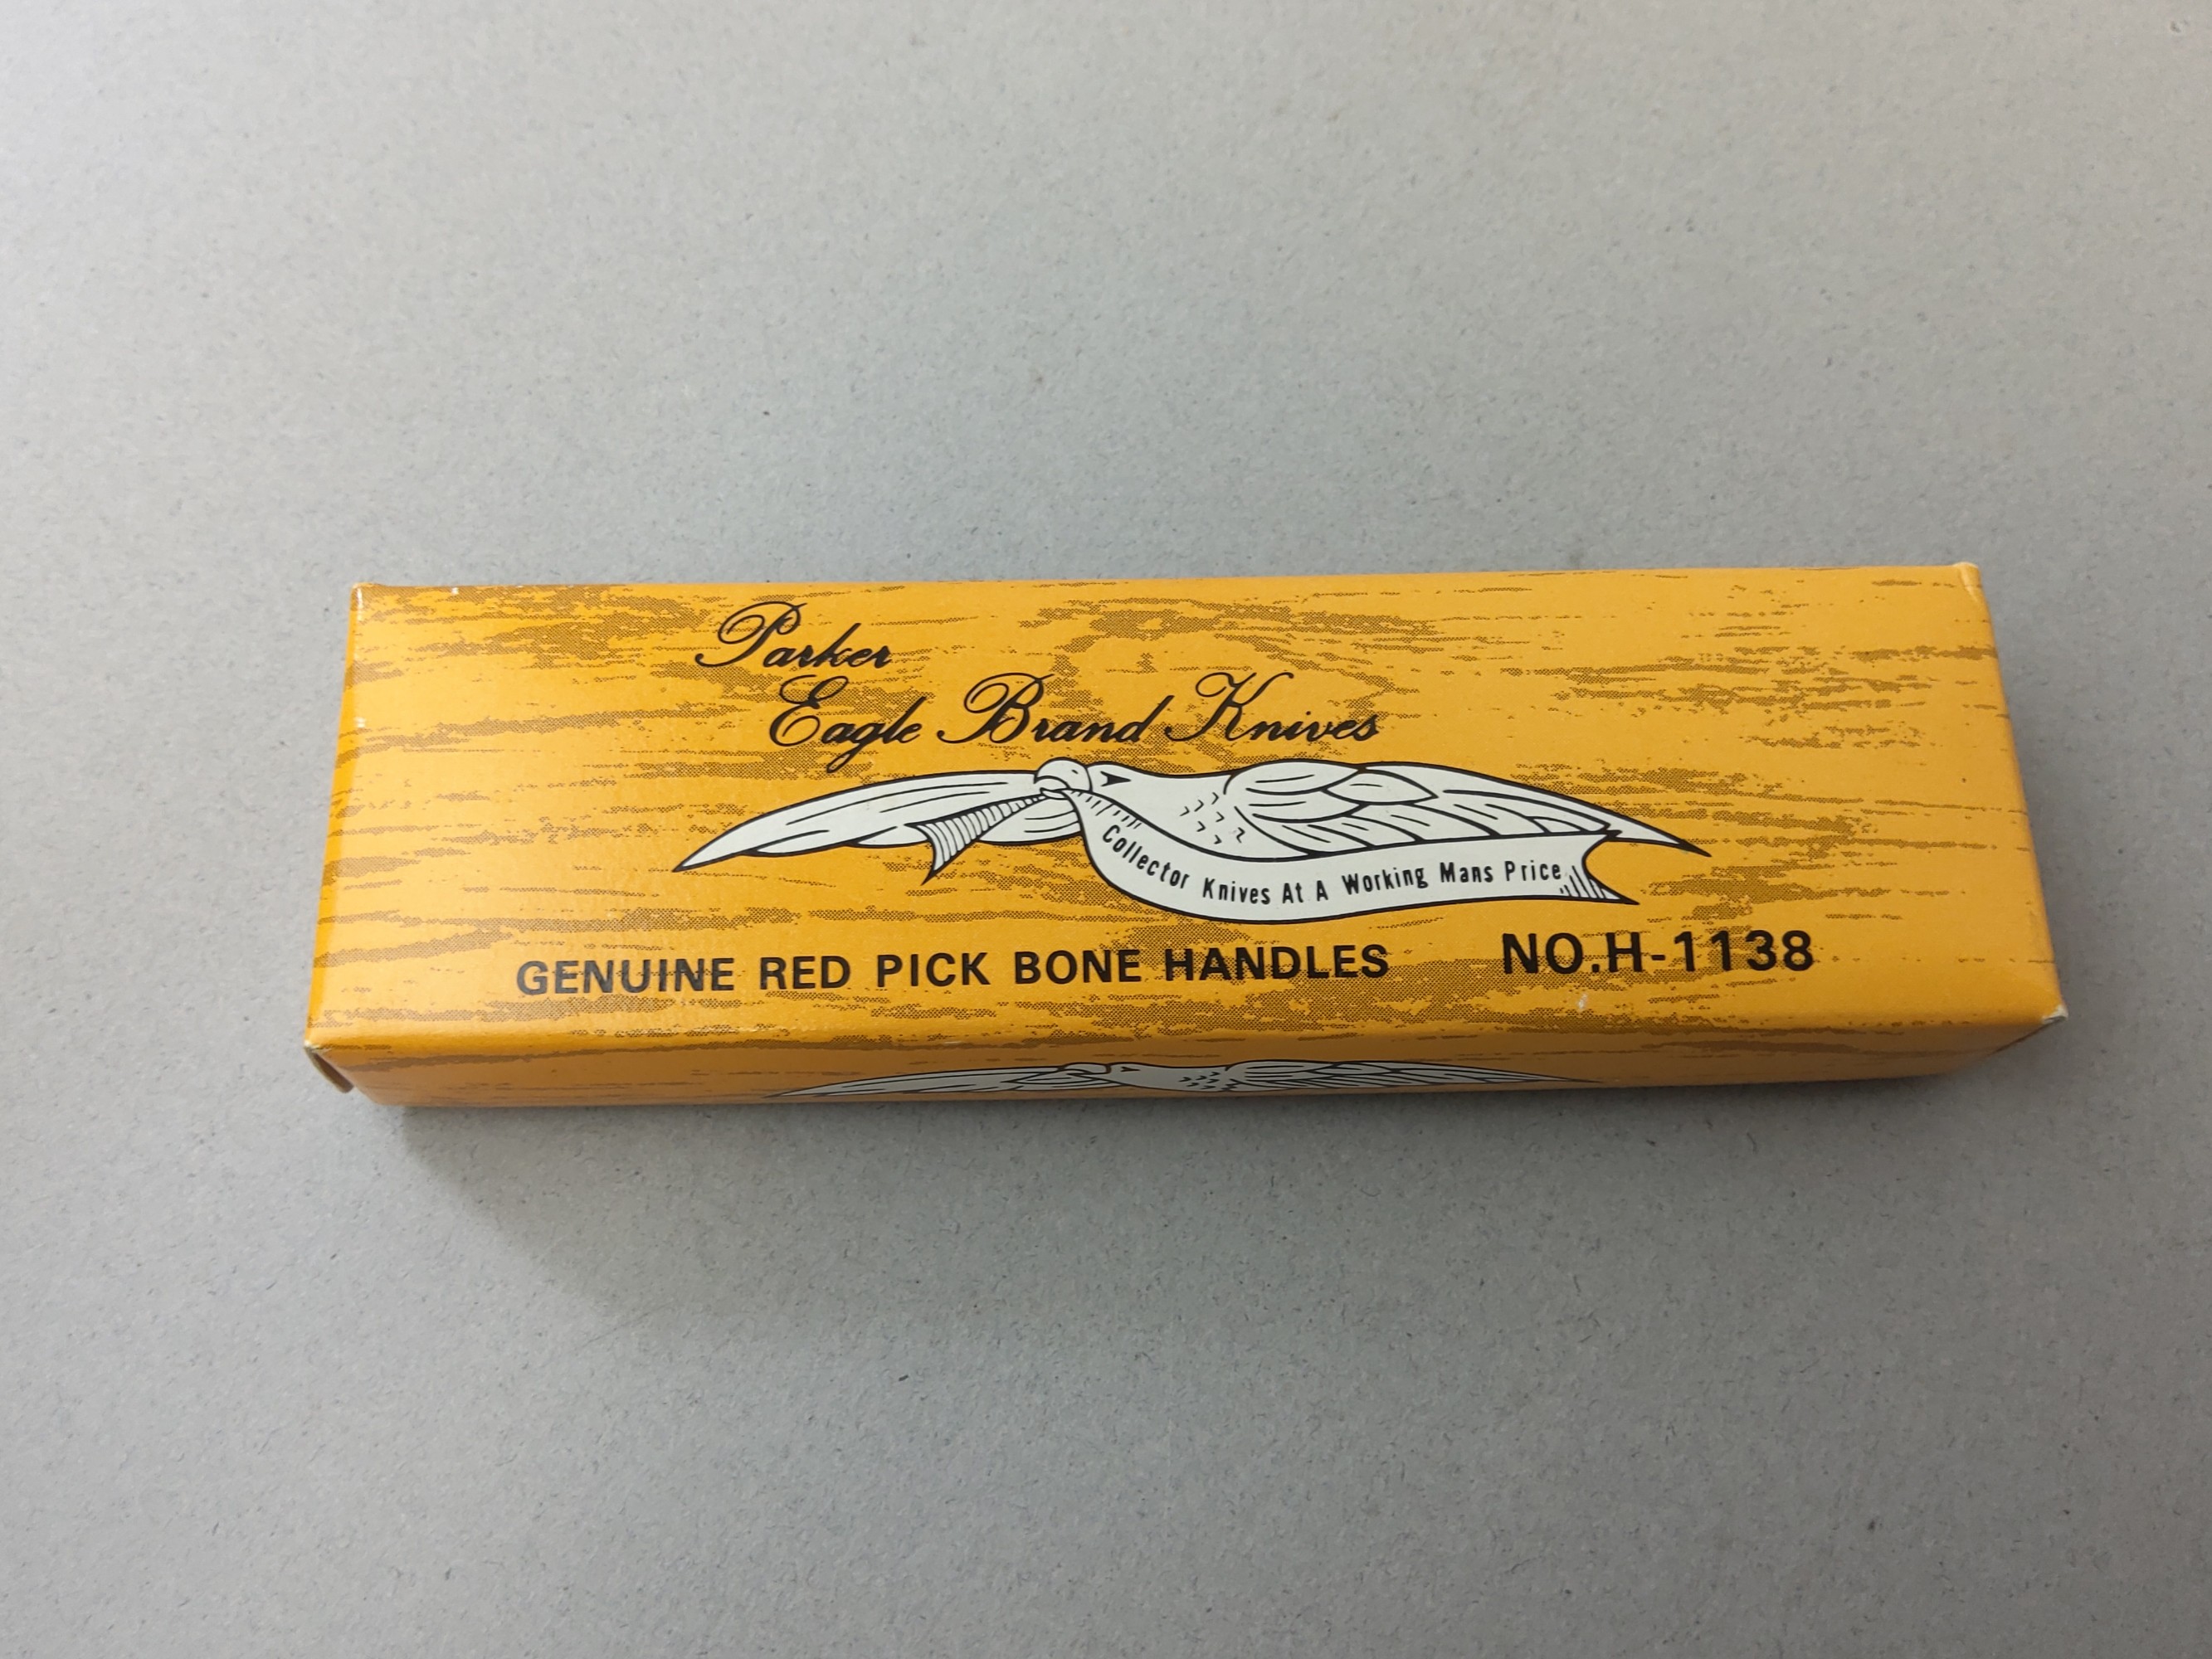 Parker
Eagle Brand Knives
Collector Knives At A Working Mans Price
GENUINE RED PICK BONE HANDLES NO.H-1138